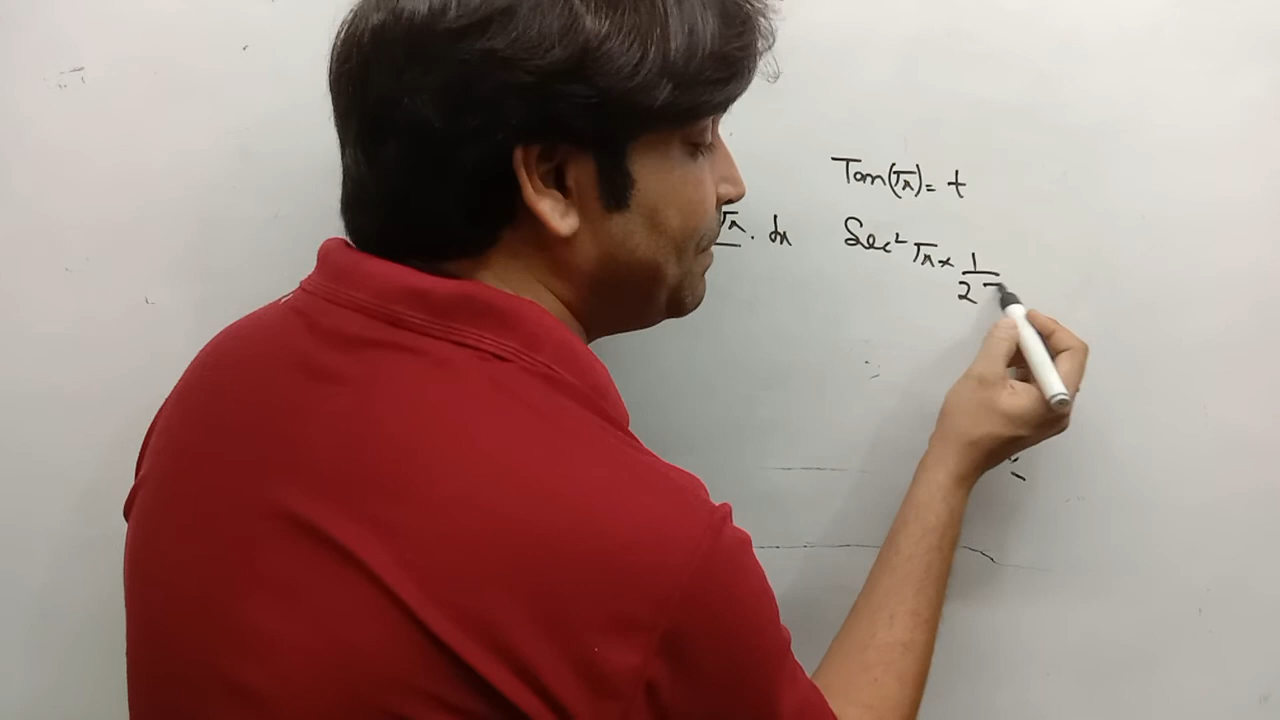 Tan(√x) = t
√x . dx
Sec² √x × 1/2